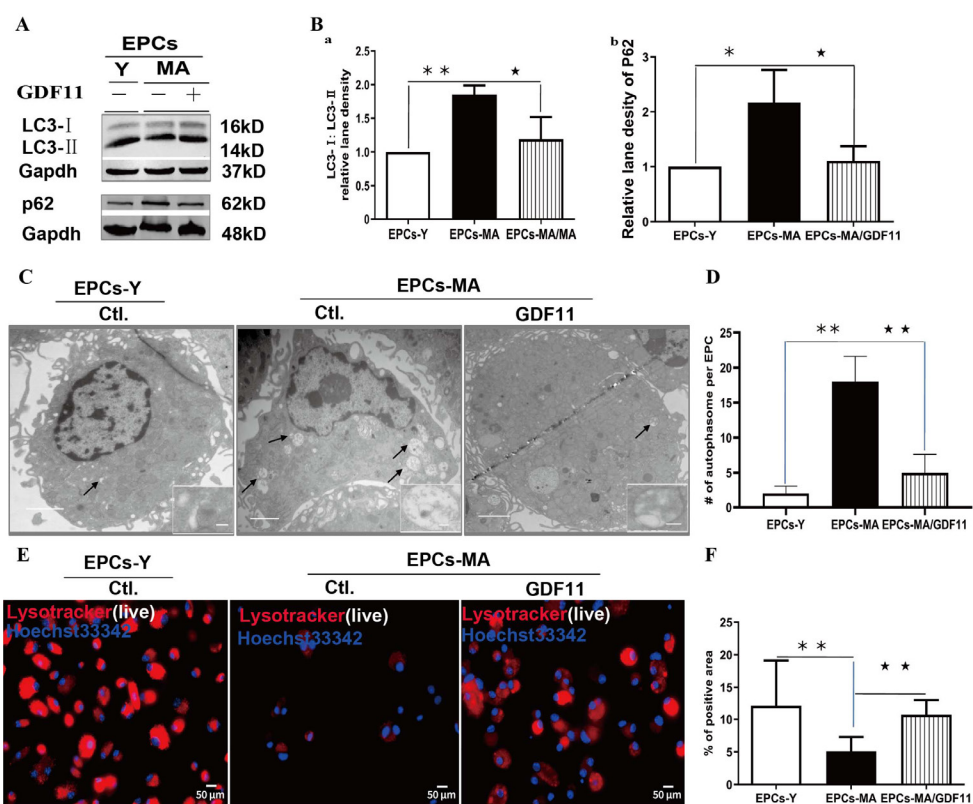 A
EPCs
Y MA
GDF11 — — +
LC3-Ⅰ 16kD
LC3-Ⅱ 14kD
Gapdh 37kD
p62 62kD
Gapdh 48kD
B
a
LC3-Ⅰ: LC3-Ⅱ
relative lane density
2.5
2.0
1.5
1.0
0.5
0.0
** ★
EPCs-Y EPCs-MA EPCs-MA/MA
b
Relative lane desity of P62
3
2
1
0
* ★
EPCs-Y EPCs-MA EPCs-MA/GDF11
C
EPCs-Y EPCs-MA
Ctl. Ctl. GDF11
D
# of autophasome per EPC
25
20
15
10
5
0
** ★★
EPCs-Y EPCs-MA EPCs-MA/GDF11
E
EPCs-Y EPCs-MA
Ctl. Ctl. GDF11
Lysotracker(live) Lysotracker(live) Lysotracker(live)
Hoechst33342 Hoechst33342 Hoechst33342
50 μm 50 μm 50 μm
F
% of positive area
25
20
15
10
5
0
** ★★
EPCs-Y EPCs-MA EPCs-MA/GDF11